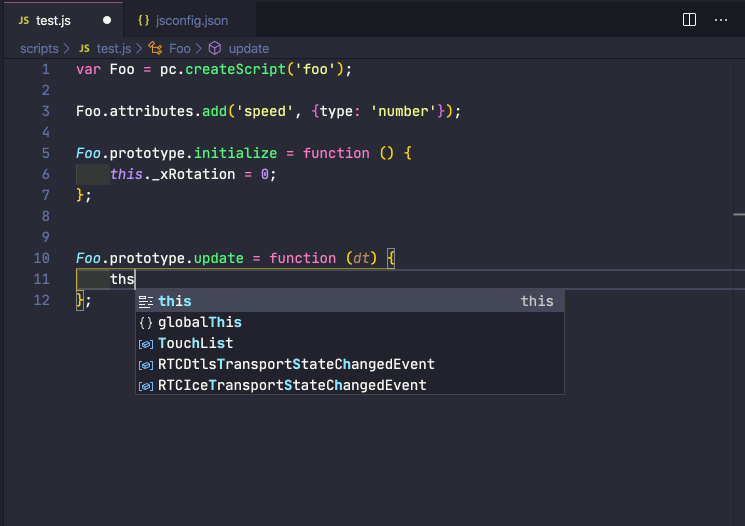 JS test.js ● { } jsconfig.json ···
scripts > JS test.js > Foo > update
1 var Foo = pc.createScript('foo');
2
3 Foo.attributes.add('speed', {type: 'number'});
4
5 Foo.prototype.initialize = function () {
6     this._xRotation = 0;
7 };
8
9
10 Foo.prototype.update = function (dt) {
11     ths
12 };
this this
{} globalThis
TouchList
RTCDtlsTransportStateChangedEvent
RTCIceTransportStateChangedEvent